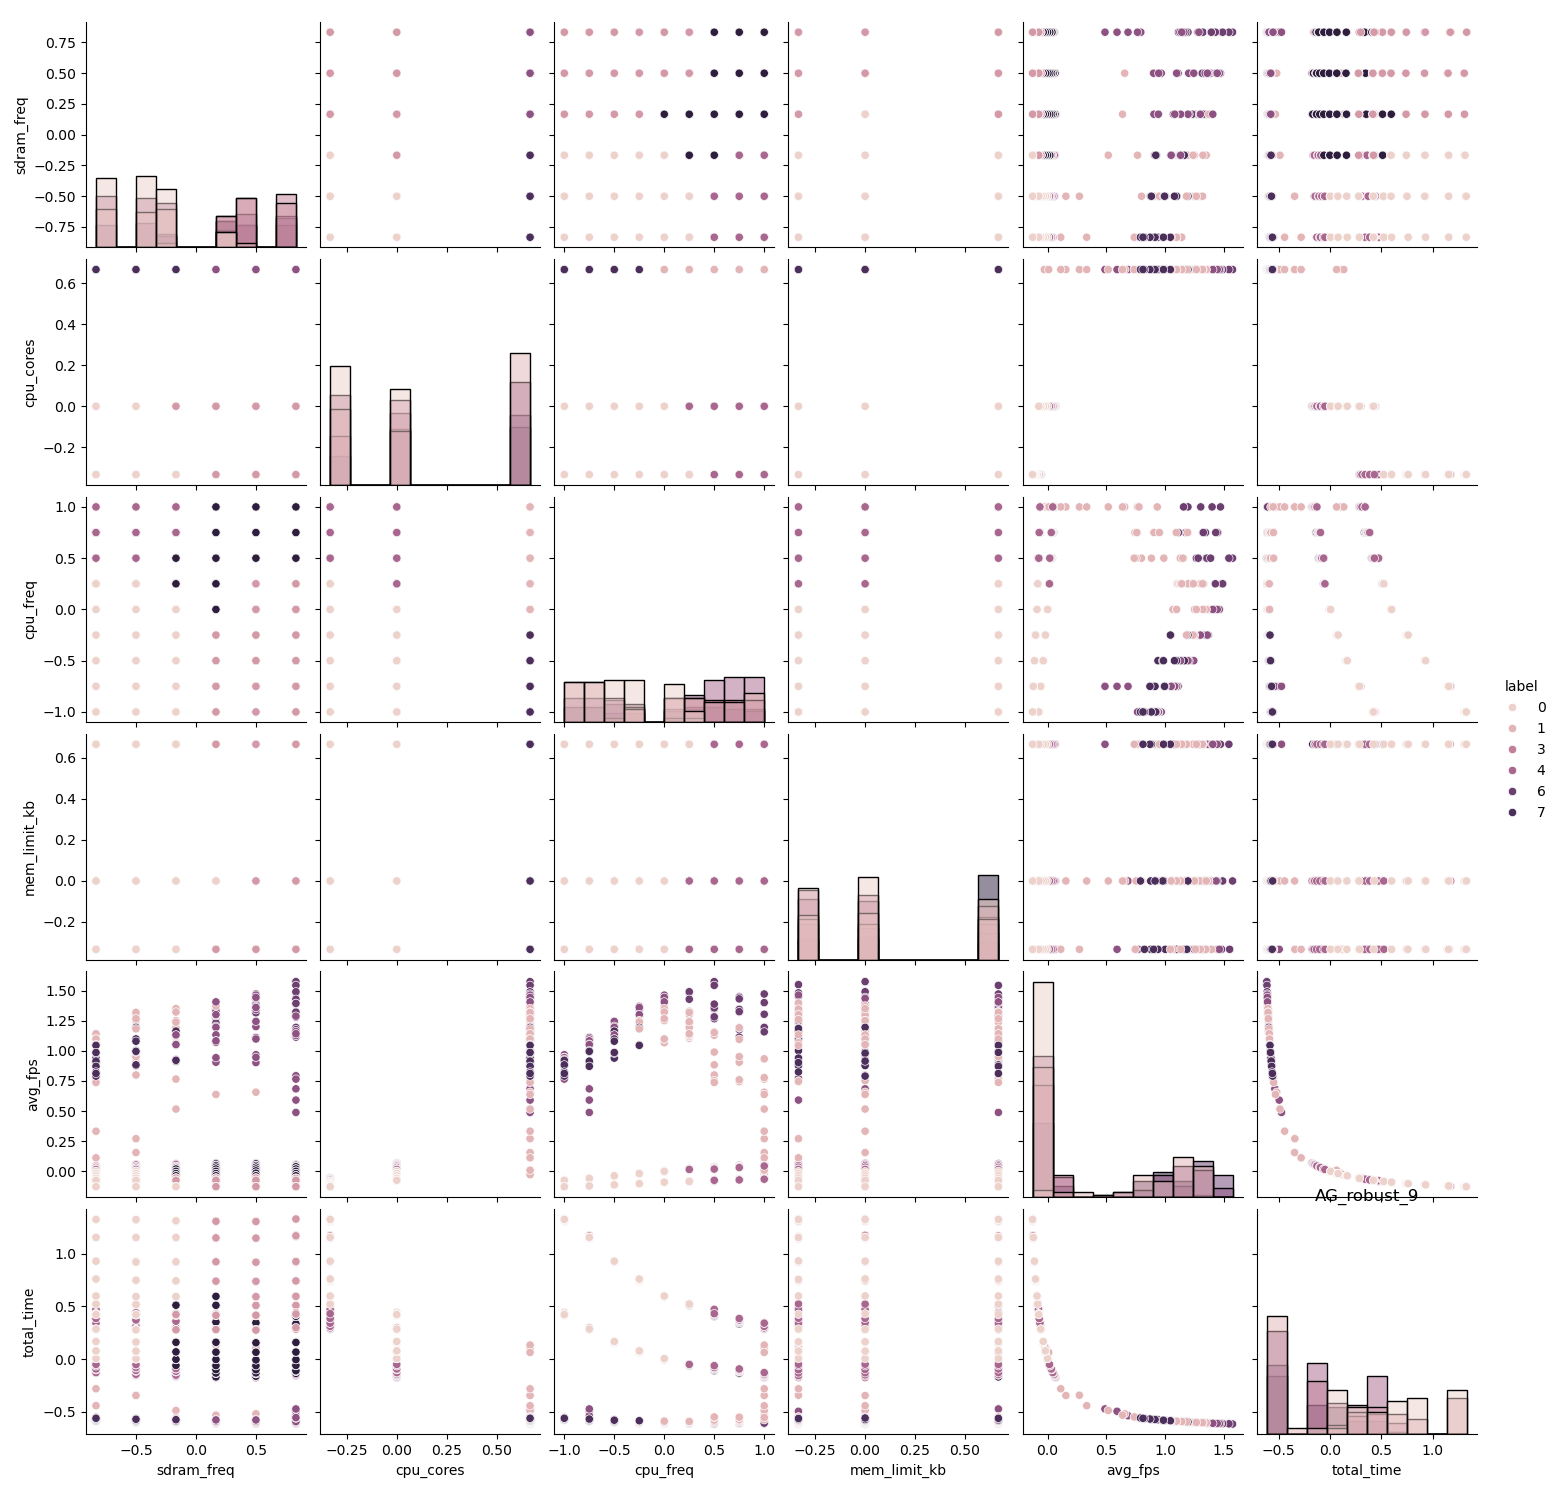 0.75
0.50
0.25
0.00
−0.25
−0.50
−0.75
sdram_freq
0.6
0.4
0.2
0.0
−0.2
cpu_cores
1.0
0.5
0.0
−0.5
−1.0
cpu_freq
label
0
1
3
4
6
7
0.6
0.4
0.2
0.0
−0.2
mem_limit_kb
1.50
1.25
1.00
0.75
0.50
0.25
0.00
avg_fps
AG_robust_9
1.0
0.5
0.0
−0.5
total_time
−0.5 0.0 0.5
−0.25 0.00 0.25 0.50
−1.0 −0.5 0.0 0.5 1.0
−0.25 0.00 0.25 0.50
0.0 0.5 1.0 1.5
−0.5 0.0 0.5 1.0
sdram_freq
cpu_cores
cpu_freq
mem_limit_kb
avg_fps
total_time